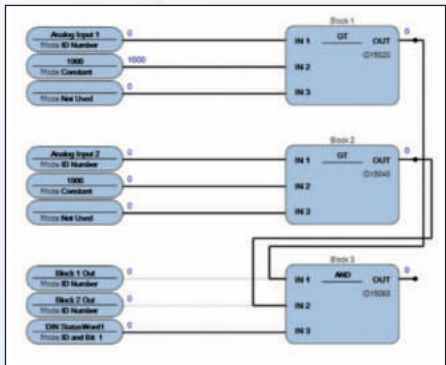 Block 1
Analog Input 1
Mode ID Number
0
IN 1
GT
OUT
0
ID15020
1000
Mode Constant
1000
IN 2
Mode Not Used
0
IN 3
Block 2
Analog Input 2
Mode ID Number
0
IN 1
GT
OUT
0
ID15040
1000
Mode Constant
0
IN 2
Mode Not Used
0
IN 3
Block 3
Block 1 Out
Mode ID Number
0
IN 1
AND
OUT
0
ID15060
Block 2 Out
Mode ID Number
0
IN 2
DIN StatusWord1
Mode ID and Bit 1
0
IN 3